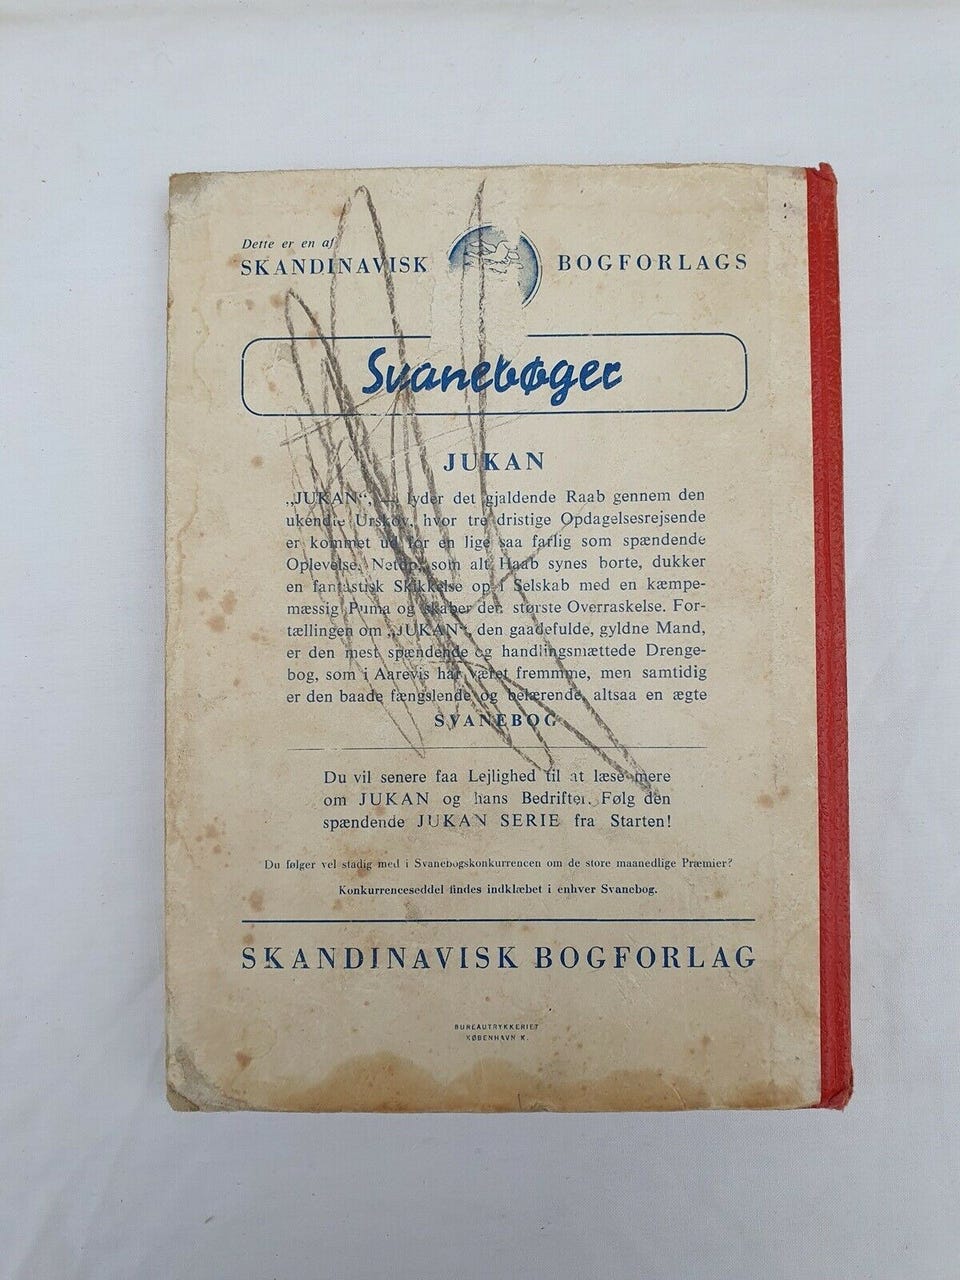 Dette er en af
SKANDINAVISK BOGFORLAGS
Svanebøger
JUKAN
„JUKAN“, — lyder det gjaldende Raab gennem den
ukendte Urskov, hvor tre dristige Opdagelsesrejsende
er kommet ud for en lige saa farlig som spændende
Oplevelse. Netop, som alt Haab synes borte, dukker
en fantastisk Skikkelse op i Selskab med en kæmpe-
mæssig Puma og skaber den største Overraskelse. For-
tællingen om „JUKAN“, den gaadefulde, gyldne Mand,
er den mest spændende og handlingsmættede Drenge-
bog, som i Aarevis har været fremme, men samtidig
er den baade fængslende og belærende, altsaa en ægte
SVANEBOG
Du vil senere faa Lejlighed til at læse mere
om JUKAN og hans Bedrifter. Følg den
spændende JUKAN SERIE fra Starten!
Du følger vel stadig med i Svanebogskonkurrencen om de store maanedlige Præmier?
Konkurrenceseddel findes indklæbet i enhver Svanebog.
SKANDINAVISK BOGFORLAG
BUREAUTRYKKERIET
KØBENHAVN K.